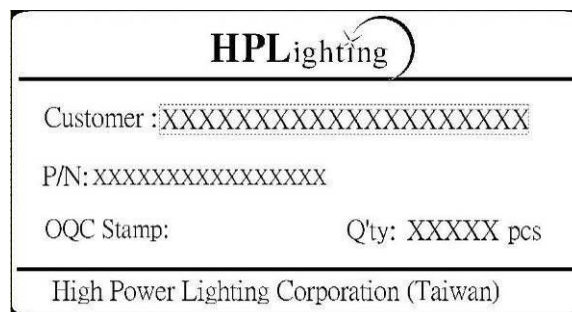 HPLighting
Customer : XXXXXXXXXXXXXXXXXXXX
P/N: XXXXXXXXXXXXXXXX
OQC Stamp: Q'ty: XXXXX pcs
High Power Lighting Corporation (Taiwan)